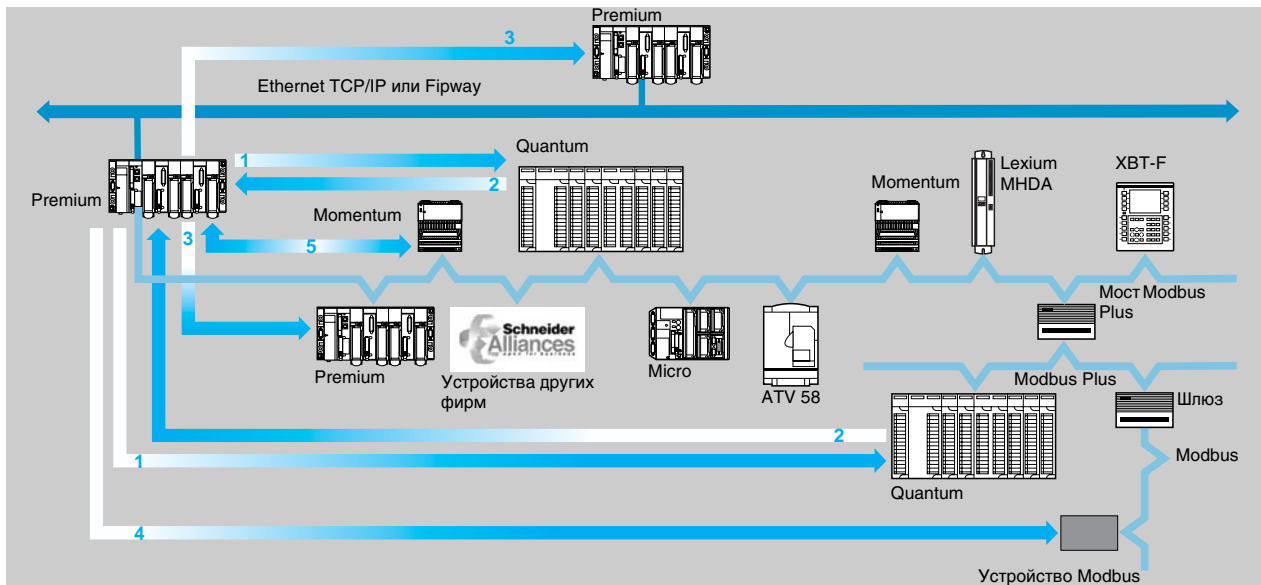 Premium
3
Ethernet TCP/IP или Fipway
1
Quantum
2
Premium
3
Momentum
5
Momentum
Lexium
MHDA
XBT-F
Мост Modbus
Plus
Premium
Schneider
Alliances
Устройства других
фирм
Micro
ATV 58
Modbus Plus
Шлюз
2
1
Quantum
Modbus
4
Устройство Modbus